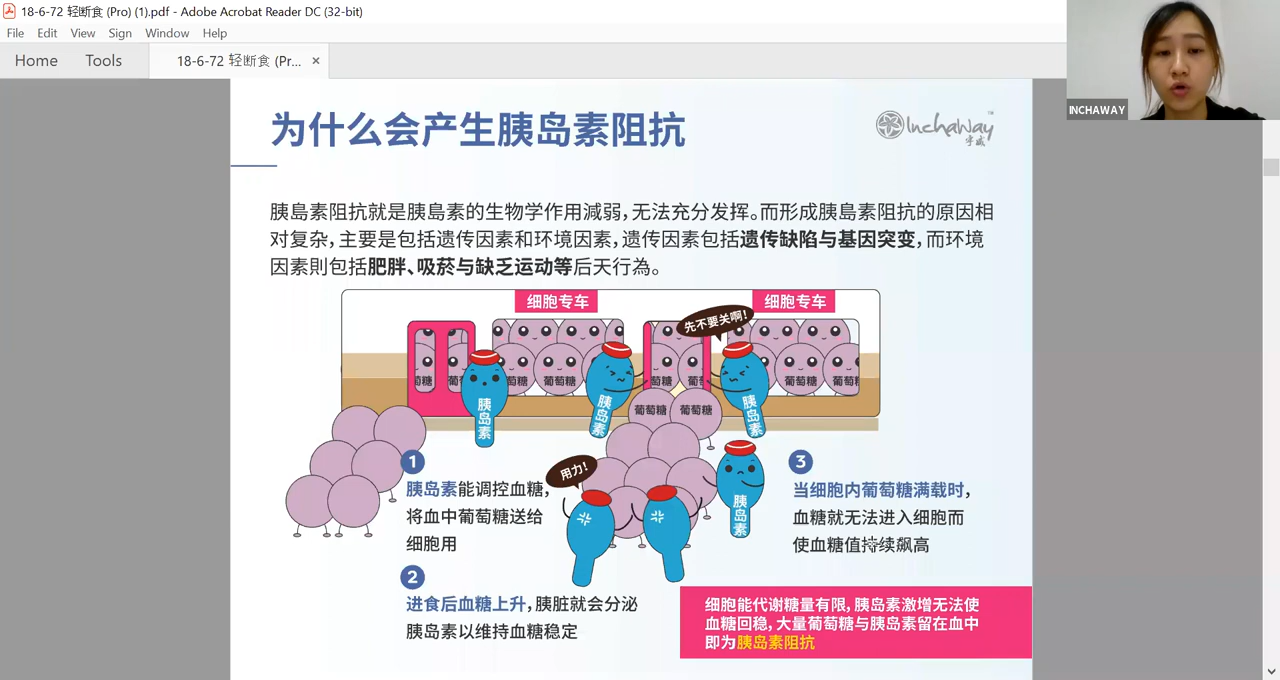 18-6-72 轻断食 (Pro) (1).pdf - Adobe Acrobat Reader DC (32-bit)
File Edit View Sign Window Help
Home Tools 18-6-72 轻断食 (Pr... ×
INCHAWAY
为什么会产生胰岛素阻抗
InchaWay™
宇威
胰島素阻抗就是胰島素的生物学作用減弱，无法充分发挥。而形成胰島素阻抗的原因相
对复杂，主要是包括遗传因素和环境因素，遗传因素包括遗传缺陷与基因突变，而环境
因素則包括肥胖、吸菸与缺乏运动等后天行為。
细胞专车
细胞专车
先不要关啊！
萄糖
葡
萄糖
葡萄糖
萄糖
葡
葡萄糖
葡萄
胰岛素
胰岛素
胰岛素
葡萄糖
葡萄糖
用力！
胰岛素
1
胰岛素能调控血糖，
将血中葡萄糖送给
细胞用
2
进食后血糖上升，胰脏就会分泌
胰岛素以维持血糖稳定
3
当细胞内葡萄糖满载时，
血糖就无法进入细胞而
使血糖值持续飙高
细胞能代谢糖量有限，胰岛素激增无法使
血糖回稳，大量葡萄糖与胰岛素留在血中
即为胰岛素阻抗